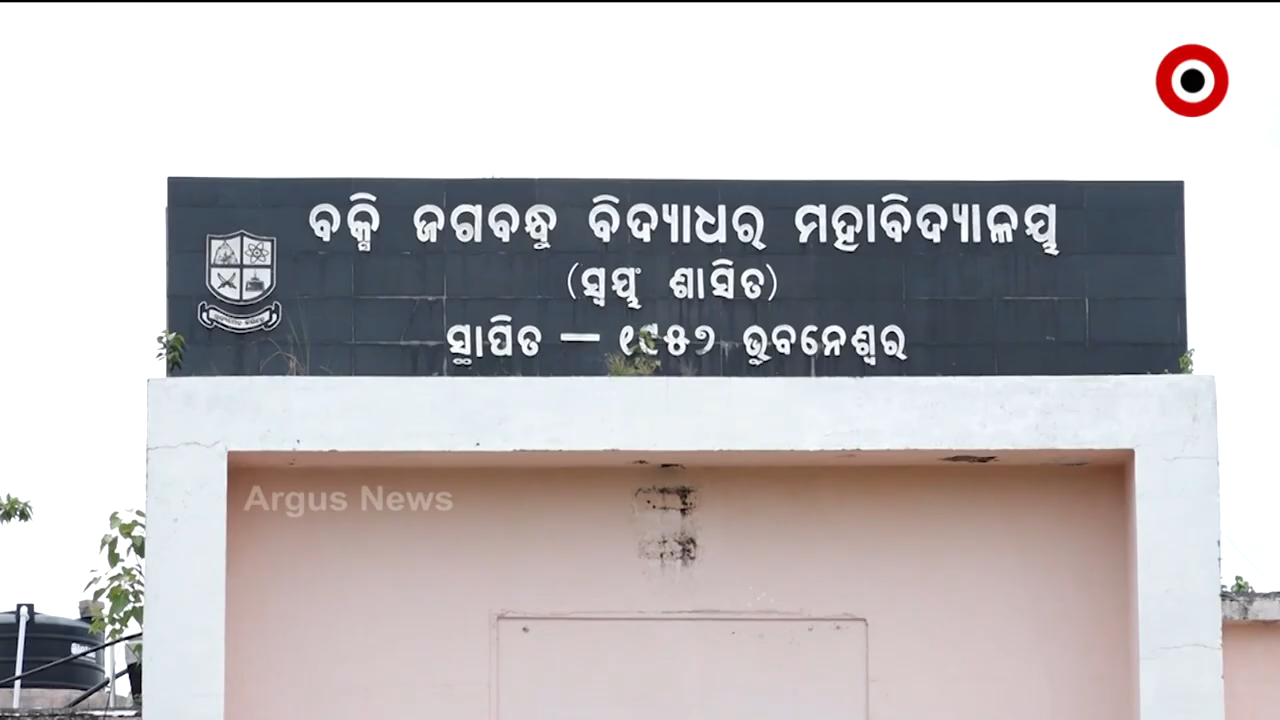 ବକ୍ସି ଜଗବନ୍ଧୁ ବିଦ୍ୟାଧର ମହାବିଦ୍ୟାଳୟ
(ସ୍ୱୟଂ ଶାସିତ)
ସ୍ଥାପିତ — ୧୯୫୭ ଭୁବନେଶ୍ୱର
Argus News